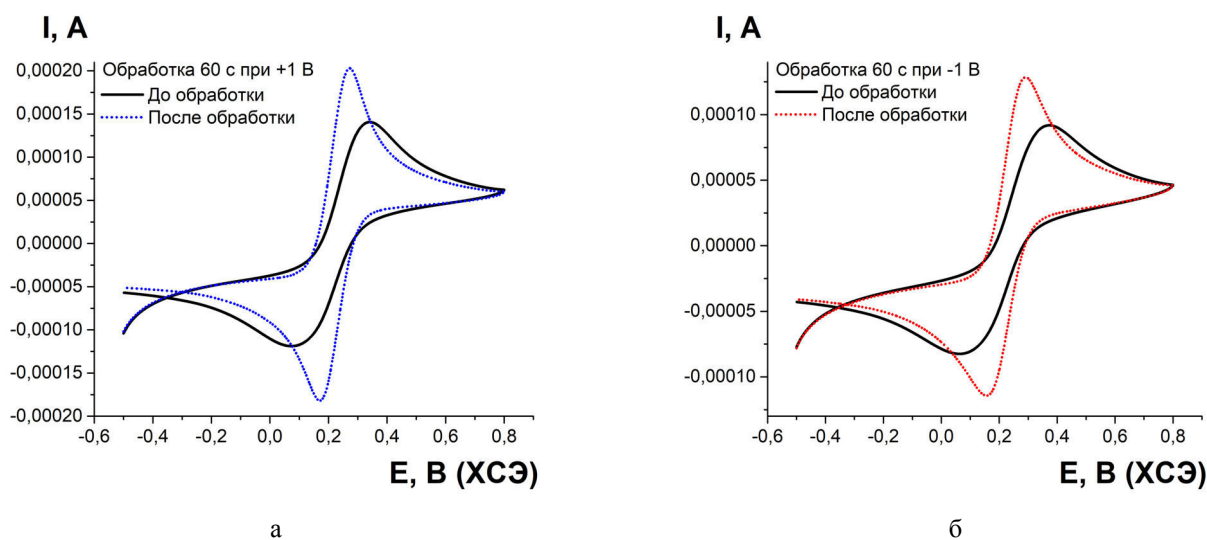 I, A
0,00020
0,00015
0,00010
0,00005
0,00000
-0,00005
-0,00010
-0,00015
-0,00020
Обработка 60 с при +1 В
До обработки
После обработки
-0,6 -0,4 -0,2 0,0 0,2 0,4 0,6 0,8
E, В (ХСЭ)
а
I, A
0,00010
0,00005
0,00000
-0,00005
-0,00010
Обработка 60 с при -1 В
До обработки
После обработки
-0,6 -0,4 -0,2 0,0 0,2 0,4 0,6 0,8
E, В (ХСЭ)
б